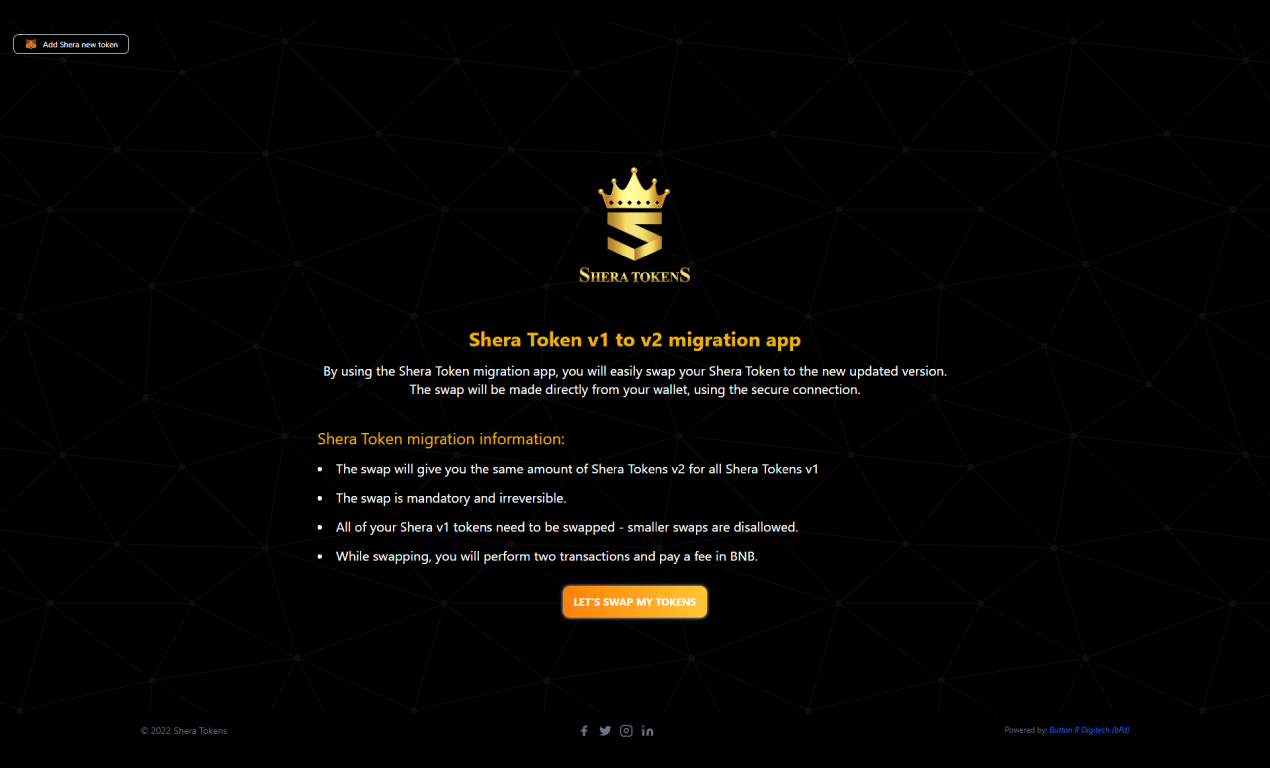 Add Shera new token
SHERA TOKENS
Shera Token v1 to v2 migration app
By using the Shera Token migration app, you will easily swap your Shera Token to the new updated version.
The swap will be made directly from your wallet, using the secure connection.
Shera Token migration information:
• The swap will give you the same amount of Shera Tokens v2 for all Shera Tokens v1
• The swap is mandatory and irreversible.
• All of your Shera v1 tokens need to be swapped - smaller swaps are disallowed.
• While swapping, you will perform two transactions and pay a fee in BNB.
LET'S SWAP MY TOKENS
© 2022 Shera Tokens
Powered by: Button R Digitech (bRd)